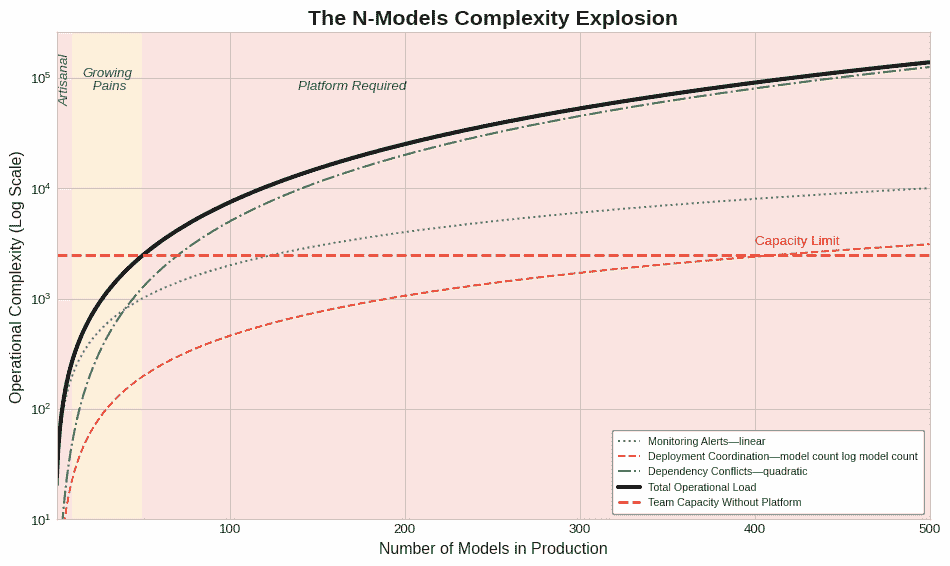 The N-Models Complexity Explosion
Operational Complexity (Log Scale)
10⁵
10⁴
10³
10²
10¹
Artisanal
Growing
Pains
Platform Required
Capacity Limit
Monitoring Alerts—linear
Deployment Coordination—model count log model count
Dependency Conflicts—quadratic
Total Operational Load
Team Capacity Without Platform
100
200
300
400
500
Number of Models in Production